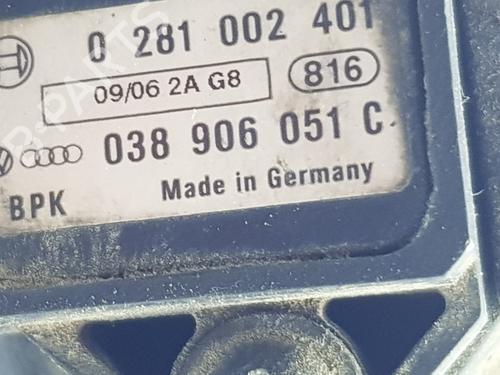 0 281 002 401
09/06 2A G8
816
038 906 051 C
BPK
Made in Germany